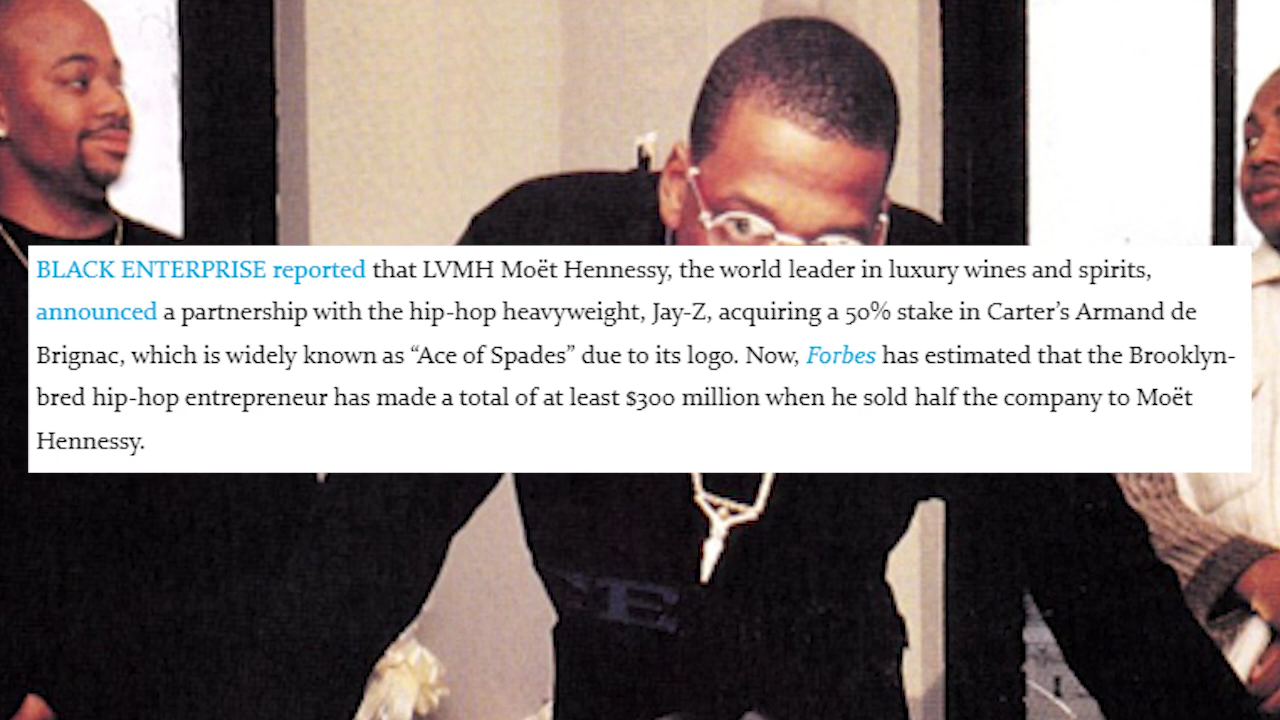 BLACK ENTERPRISE reported that LVMH Moët Hennessy, the world leader in luxury wines and spirits,
announced a partnership with the hip-hop heavyweight, Jay-Z, acquiring a 50% stake in Carter’s Armand de
Brignac, which is widely known as “Ace of Spades” due to its logo. Now, Forbes has estimated that the Brooklyn-
bred hip-hop entrepreneur has made a total of at least $300 million when he sold half the company to Moët
Hennessy.